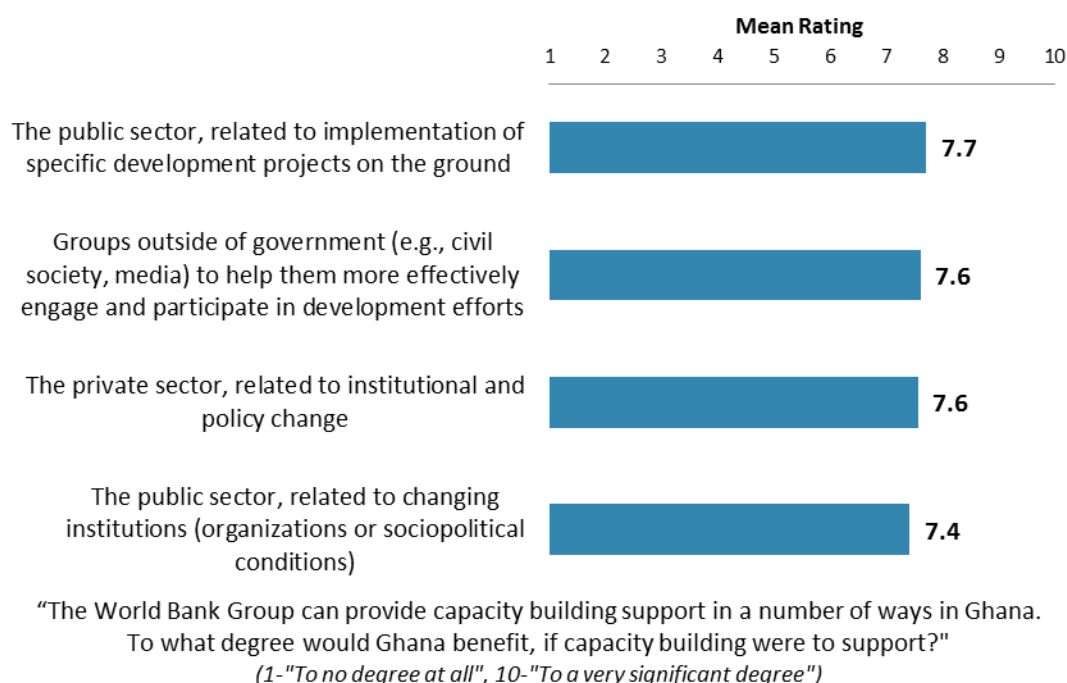 Mean Rating
1 2 3 4 5 6 7 8 9 10
The public sector, related to implementation of
specific development projects on the ground
7.7
Groups outside of government (e.g., civil
society, media) to help them more effectively
engage and participate in development efforts
7.6
The private sector, related to institutional and
policy change
7.6
The public sector, related to changing
institutions (organizations or sociopolitical
conditions)
7.4
“The World Bank Group can provide capacity building support in a number of ways in Ghana.
To what degree would Ghana benefit, if capacity building were to support?"
(1-"To no degree at all", 10-"To a very significant degree")